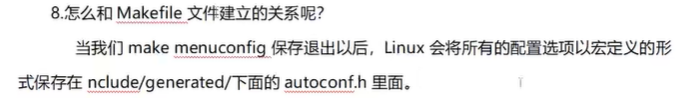 8.怎么和 Makefile 文件建立的关系呢？
当我们 make menuconfig 保存退出以后，Linux 会将所有的配置选项以宏定义的形
式保存在 nclude/generated/下面的 autoconf.h 里面。